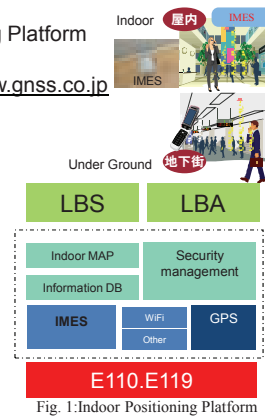 Indoor 屋内 IMES
g Platform
IMES
w.gnss.co.jp
Under Ground 地下街
LBS LBA
Indoor MAP Security management
Information DB
IMES WiFi GPS
Other
E110.E119
Fig. 1:Indoor Positioning Platform